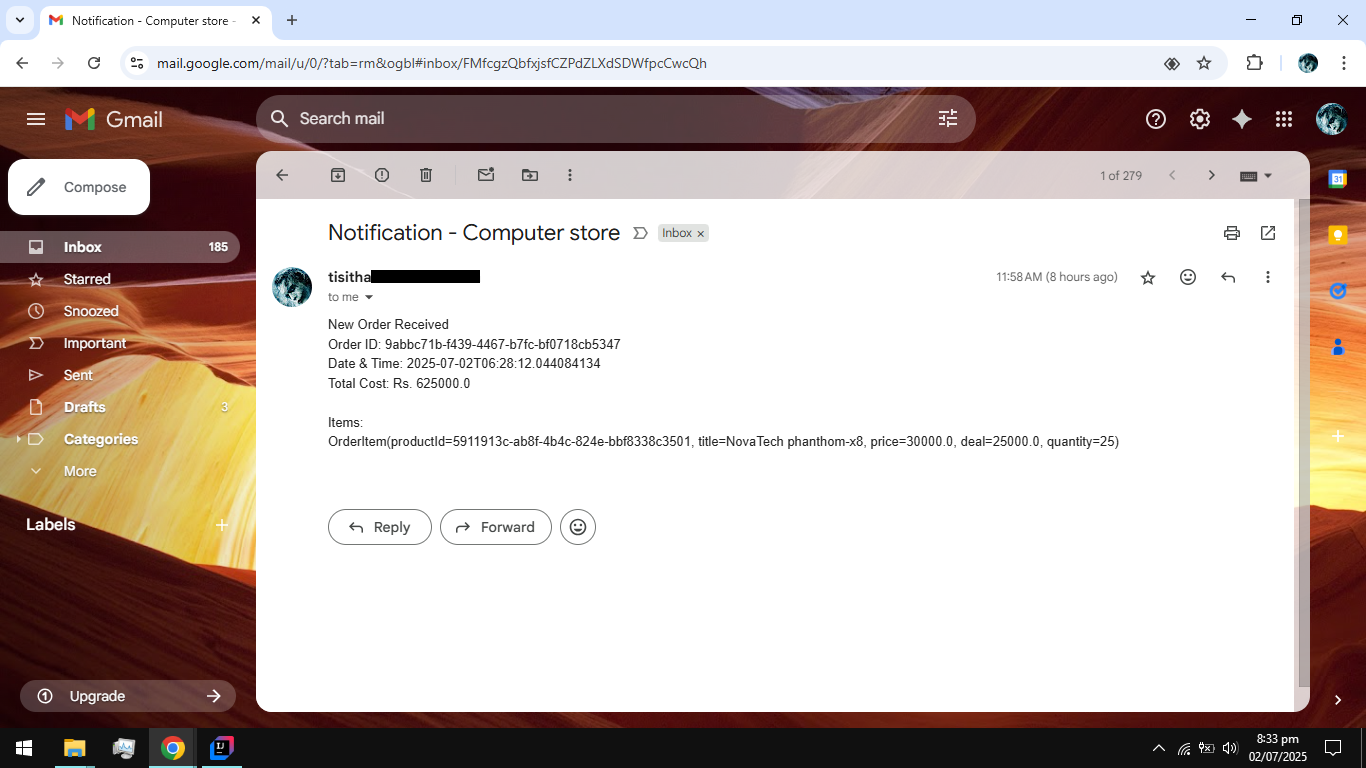 Notification - Computer store -
mail.google.com/mail/u/0/?tab=rm&ogbl#inbox/FMfcgzQbfxjsfCZPdZLXdSDWfpcCwcQh
Gmail
Search mail
Compose
1 of 279
Inbox 185
Starred
Snoozed
Important
Sent
Drafts 3
Categories
More
Labels
Upgrade
Notification - Computer store Inbox x
tisitha
11:58 AM (8 hours ago)
to me
New Order Received
Order ID: 9abbc71b-f439-4467-b7fc-bf0718cb5347
Date & Time: 2025-07-02T06:28:12.044084134
Total Cost: Rs. 625000.0
Items:
OrderItem(productId=5911913c-ab8f-4b4c-824e-bbf8338c3501, title=NovaTech phanthom-x8, price=30000.0, deal=25000.0, quantity=25)
Reply Forward
31
IJ
8:33 pm
02/07/2025